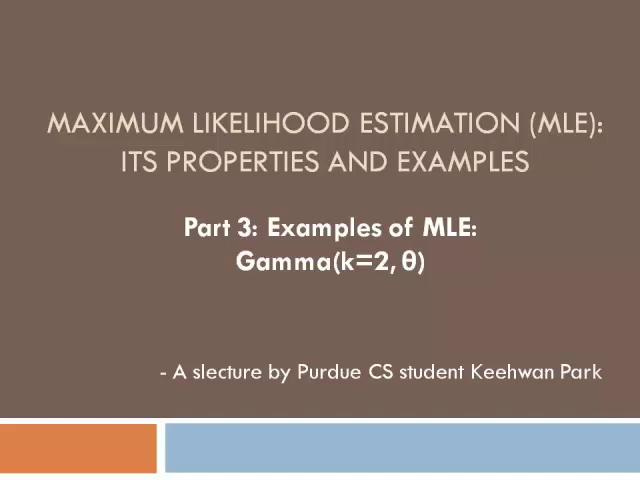 MAXIMUM LIKELIHOOD ESTIMATION (MLE):
ITS PROPERTIES AND EXAMPLES
Part 3: Examples of MLE:
Gamma(k=2, θ)
- A slecture by Purdue CS student Keehwan Park